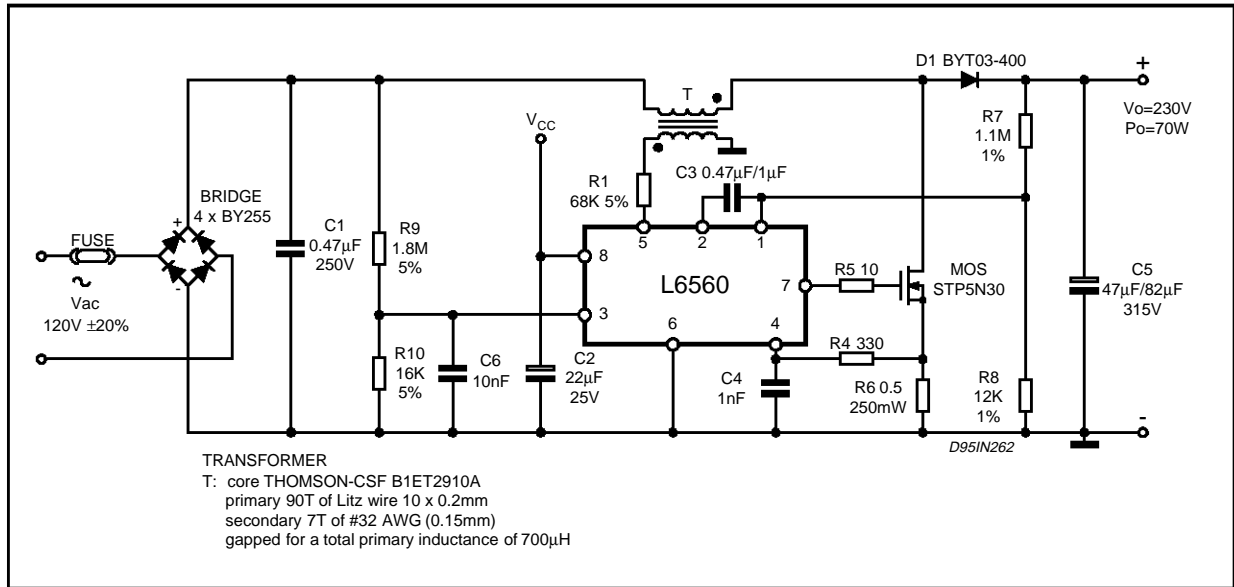 D1 BYT03-400
+
Vo=230V
Po=70W
T
VCC
R7
1.1M
1%
C3 0.47µF/1µF
R1
68K 5%
BRIDGE
4 x BY255
+
-
FUSE
C1
0.47µF
250V
R9
1.8M
5%
5
2
1
8
L6560
7
R5 10
MOS
STP5N30
C5
47µF/82µF
315V
Vac
120V ±20%
3
6
4
R4 330
R10
16K
5%
C6
10nF
C2
22µF
25V
C4
1nF
R6 0.5
250mW
R8
12K
1%
-
D95IN262
TRANSFORMER
T: core THOMSON-CSF B1ET2910A
primary 90T of Litz wire 10 x 0.2mm
secondary 7T of #32 AWG (0.15mm)
gapped for a total primary inductance of 700µH